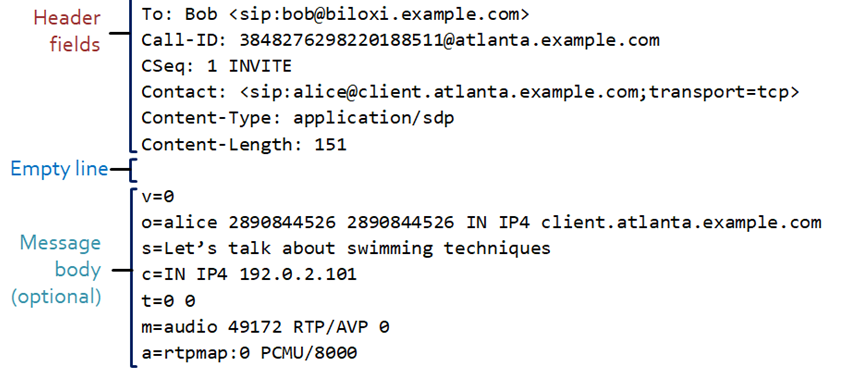 Header
fields
To: Bob <sip:bob@biloxi.example.com>
Call-ID: 3848276298220188511@atlanta.example.com
CSeq: 1 INVITE
Contact: <sip:alice@client.atlanta.example.com;transport=tcp>
Content-Type: application/sdp
Content-Length: 151
Empty line
Message
body
(optional)
v=0
o=alice 2890844526 2890844526 IN IP4 client.atlanta.example.com
s=Let’s talk about swimming techniques
c=IN IP4 192.0.2.101
t=0 0
m=audio 49172 RTP/AVP 0
a=rtpmap:0 PCMU/8000